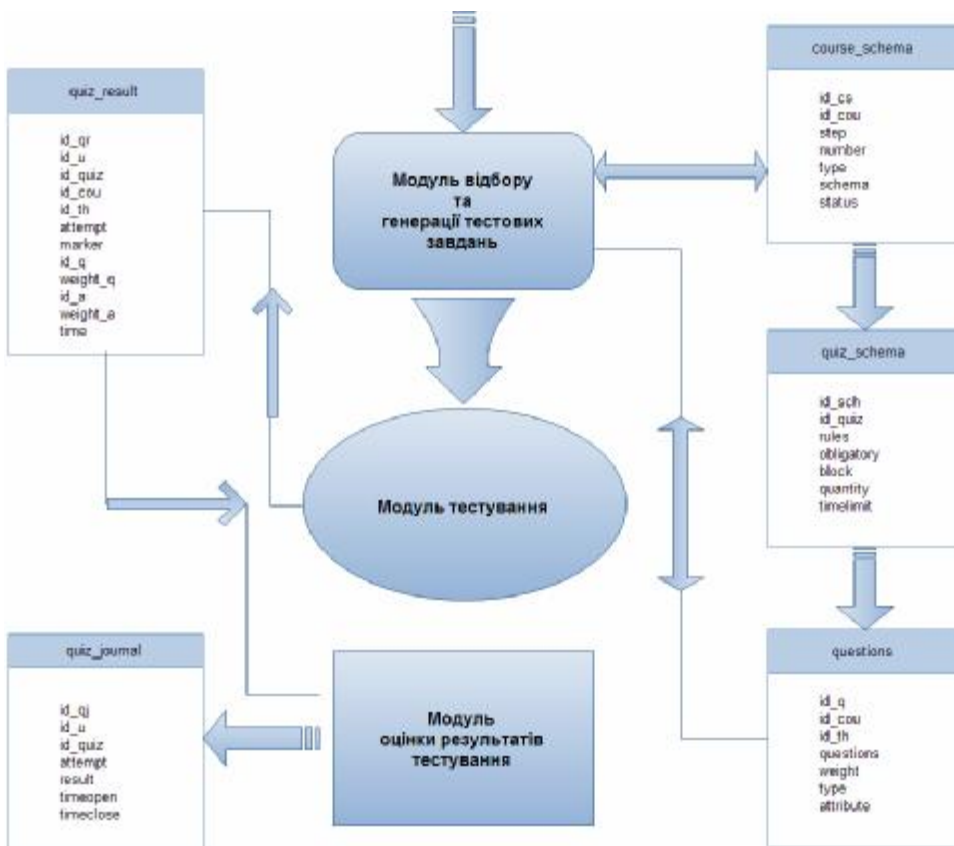 quiz_result
id_qr
id_u
id_quiz
id_cou
id_th
attempt
marker
id_q
weight_q
id_a
weight_a
time
Модуль відбору
та
генерації тестових
завдань
course_schema
id_cs
id_cou
step
number
type
schema
status
quiz_schema
id_sch
id_quiz
rules
obligatory
block
quantity
timelimit
Модуль тестування
quiz_journal
id_qj
id_u
id_quiz
attempt
result
timeopen
timeclose
Модуль
оцінки результатів
тестування
questions
id_q
id_cou
id_th
questions
weight
type
attribute